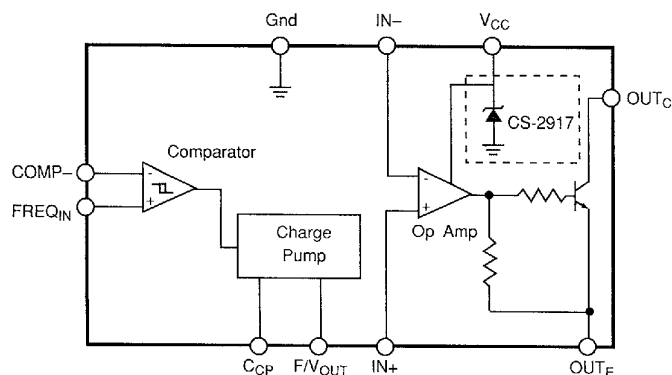 Gnd
IN–
VCC
CS-2917
OUTC
Comparator
COMP–
-
+
FREQIN
-
+
Op Amp
Charge
Pump
CCP
F/VOUT
IN+
OUTE